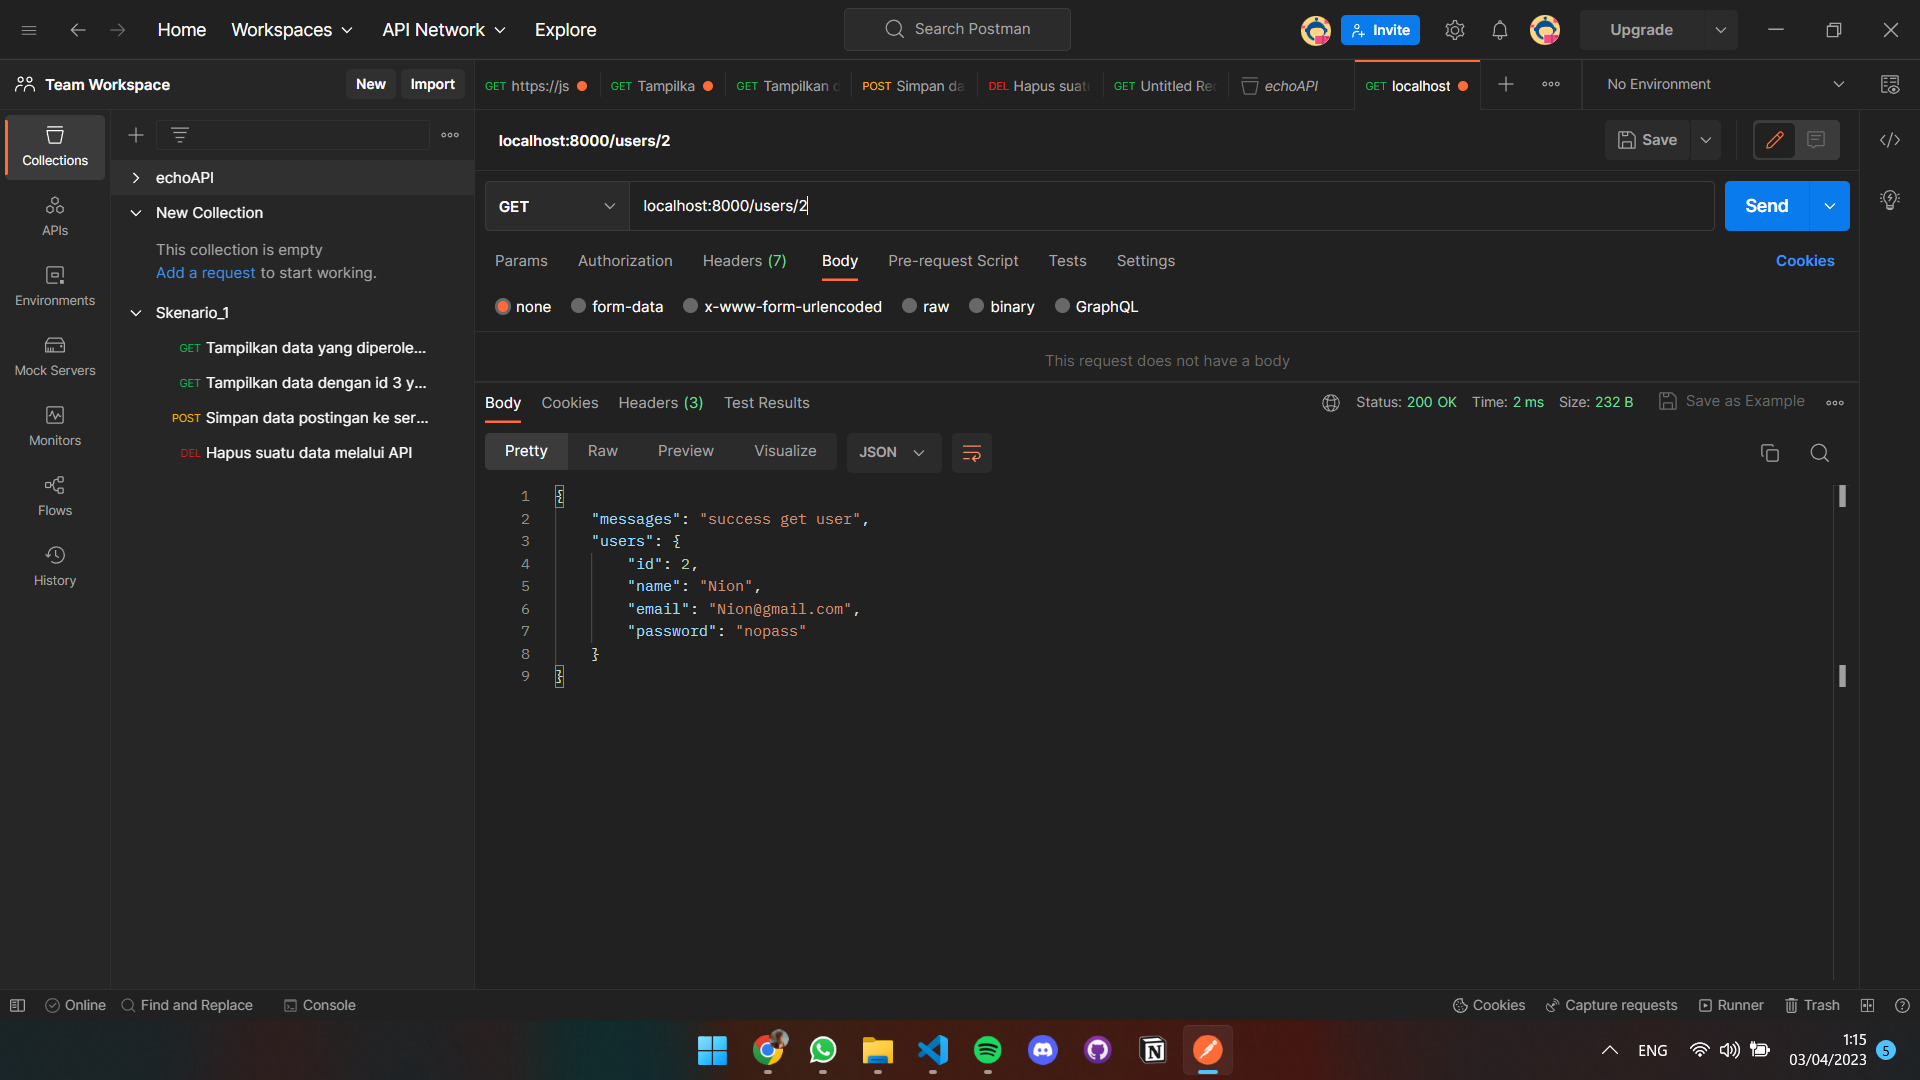 Home Workspaces API Network Explore Search Postman Invite Upgrade
Team Workspace New Import
GET https://js GET Tampilka GET Tampilkan POST Simpan da DEL Hapus suat GET Untitled Re echoAPI GET localhost No Environment
Collections
APIs
Environments
Mock Servers
Monitors
Flows
History
echoAPI
New Collection
This collection is empty
Add a request to start working.
Skenario_1
GET Tampilkan data yang diperole...
GET Tampilkan data dengan id 3 y...
POST Simpan data postingan ke ser...
DEL Hapus suatu data melalui API
localhost:8000/users/2 Save
GET localhost:8000/users/2 Send
Params Authorization Headers (7) Body Pre-request Script Tests Settings Cookies
none form-data x-www-form-urlencoded raw binary GraphQL
This request does not have a body
Body Cookies Headers (3) Test Results Status: 200 OK Time: 2 ms Size: 232 B Save as Example
Pretty Raw Preview Visualize JSON
1 {
2 "messages": "success get user",
3 "users": {
4 "id": 2,
5 "name": "Nion",
6 "email": "Nion@gmail.com",
7 "password": "nopass"
8 }
9 }
Online Find and Replace Console Cookies Capture requests Runner Trash
ENG 1:15 5
03/04/2023